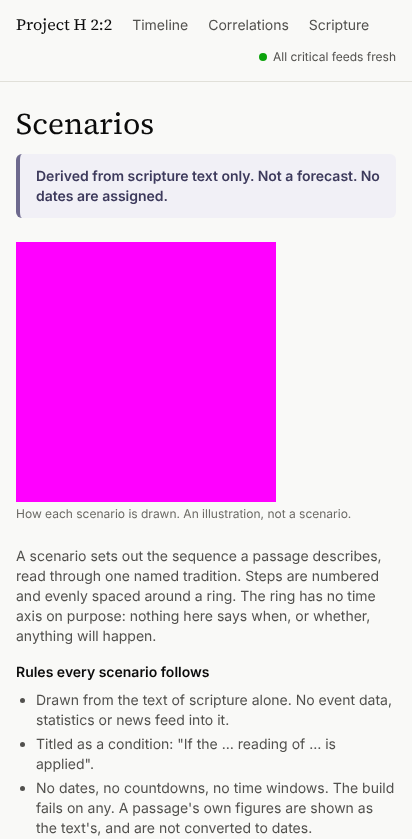 Project H 2:2 Timeline Correlations Scripture
All critical feeds fresh
Scenarios
Derived from scripture text only. Not a forecast. No
dates are assigned.
How each scenario is drawn. An illustration, not a scenario.
A scenario sets out the sequence a passage describes,
read through one named tradition. Steps are numbered
and evenly spaced around a ring. The ring has no time
axis on purpose: nothing here says when, or whether,
anything will happen.
Rules every scenario follows
• Drawn from the text of scripture alone. No event data,
statistics or news feed into it.
• Titled as a condition: "If the ... reading of ... is
applied".
• No dates, no countdowns, no time windows. The build
fails on any. A passage's own figures are shown as
the text's, and are not converted to dates.